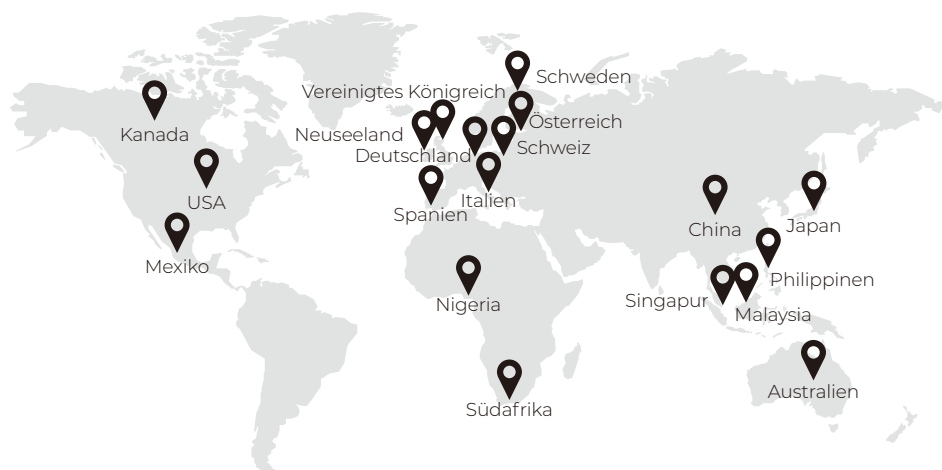 Schweden
Vereinigtes Königreich
Österreich
Kanada
Neuseeland
Schweiz
Deutschland
USA
Italien
Spanien
Japan
China
Mexiko
Philippinen
Singapur
Nigeria
Malaysia
Australien
Südafrika